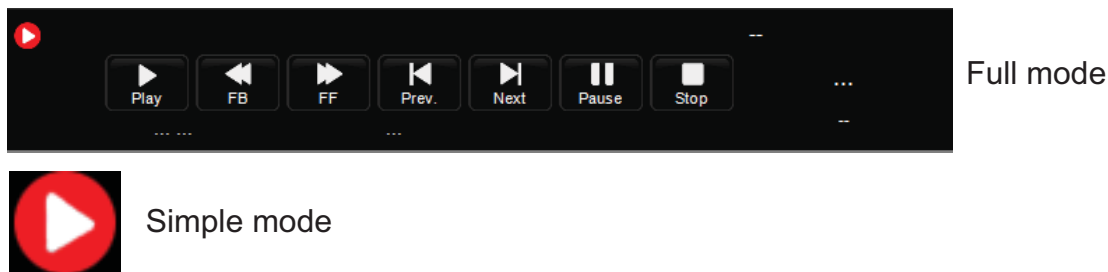 --
Play FB FF Prev. Next Pause Stop ... Full mode
--
... ... ...
Simple mode